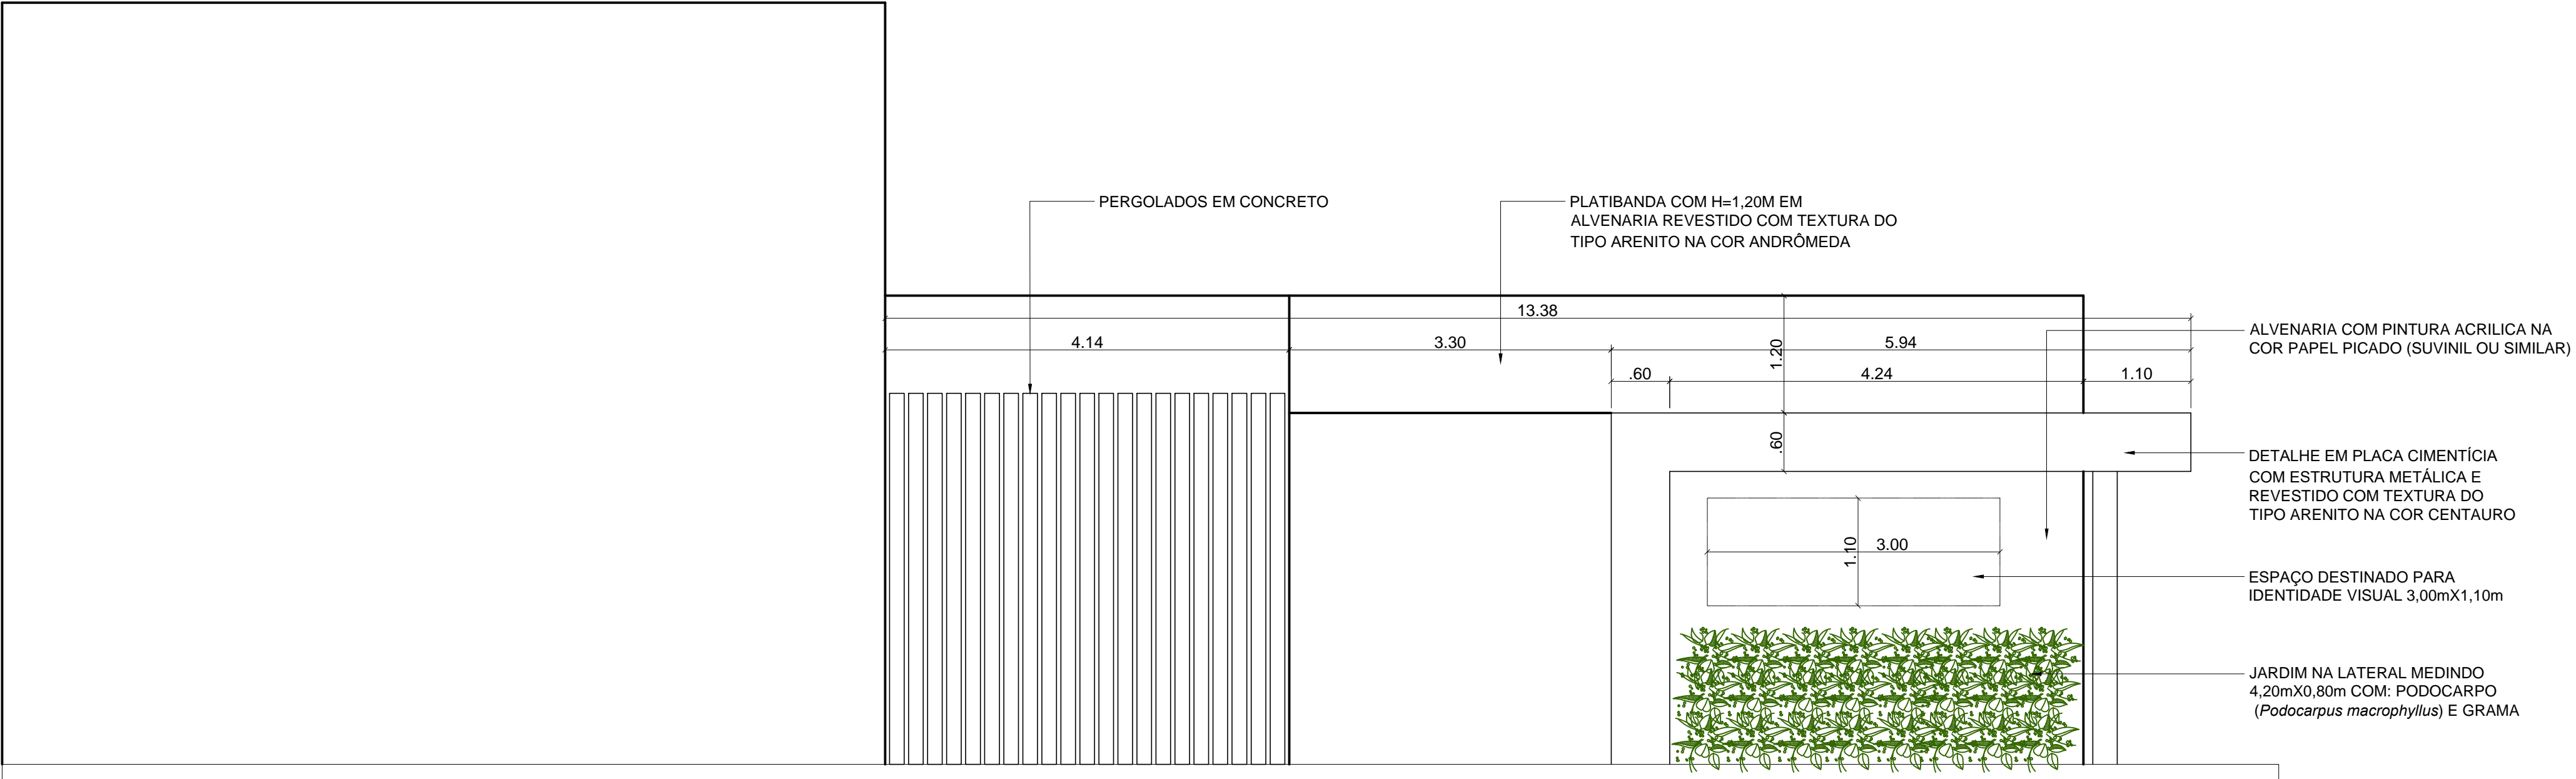 PERGOLADOS EM CONCRETO
PLATIBANDA COM H=1,20M EM
ALVENARIA REVESTIDO COM TEXTURA DO
TIPO ARENITO NA COR ANDRÔMEDA
13.38
4.14
3.30
5.94
1.20
.60
4.24
1.10
.60
1.10
3.00
ALVENARIA COM PINTURA ACRILICA NA
COR PAPEL PICADO (SUVINIL OU SIMILAR)
DETALHE EM PLACA CIMENTÍCIA
COM ESTRUTURA METÁLICA E
REVESTIDO COM TEXTURA DO
TIPO ARENITO NA COR CENTAURO
ESPAÇO DESTINADO PARA
IDENTIDADE VISUAL 3,00mX1,10m
JARDIM NA LATERAL MEDINDO
4,20mX0,80m COM: PODOCARPO
(Podocarpus macrophyllus) E GRAMA